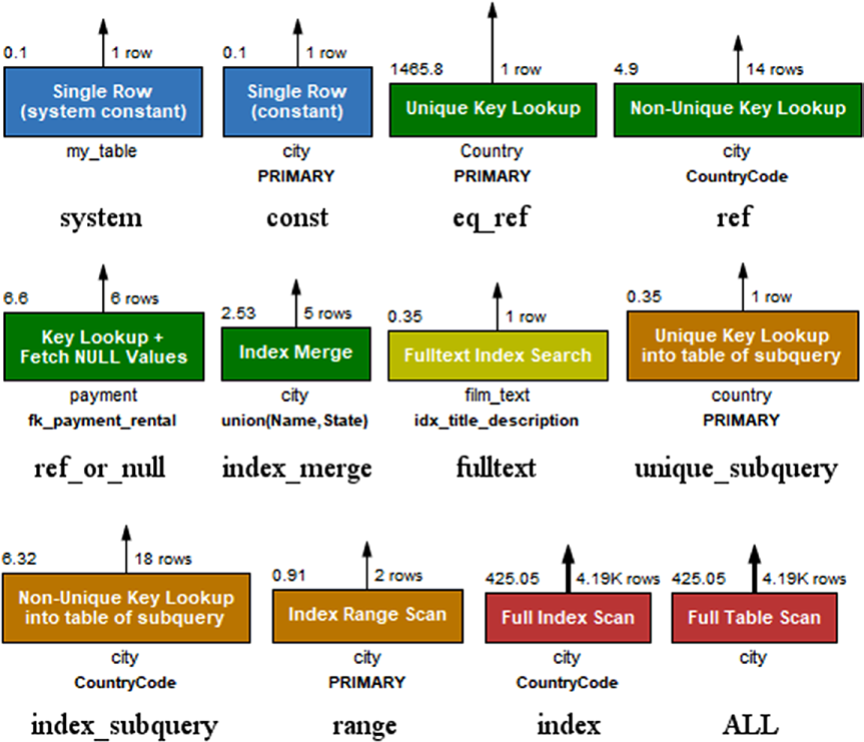 0.1 1 row
Single Row
(system constant)
my_table
system
0.1 1 row
Single Row
(constant)
city
PRIMARY
const
1465.8 1 row
Unique Key Lookup
Country
PRIMARY
eq_ref
4.9 14 rows
Non-Unique Key Lookup
city
CountryCode
ref
6.6 6 rows
Key Lookup +
Fetch NULL Values
payment
fk_payment_rental
ref_or_null
2.53 5 rows
Index Merge
city
union(Name,State)
index_merge
0.35 1 row
Fulltext Index Search
film_text
idx_title_description
fulltext
0.35 1 row
Unique Key Lookup
into table of subquery
country
PRIMARY
unique_subquery
6.32 18 rows
Non-Unique Key Lookup
into table of subquery
city
CountryCode
index_subquery
0.91 2 rows
Index Range Scan
city
PRIMARY
range
425.05 4.19K rows
Full Index Scan
city
CountryCode
index
425.05 4.19K rows
Full Table Scan
city
ALL